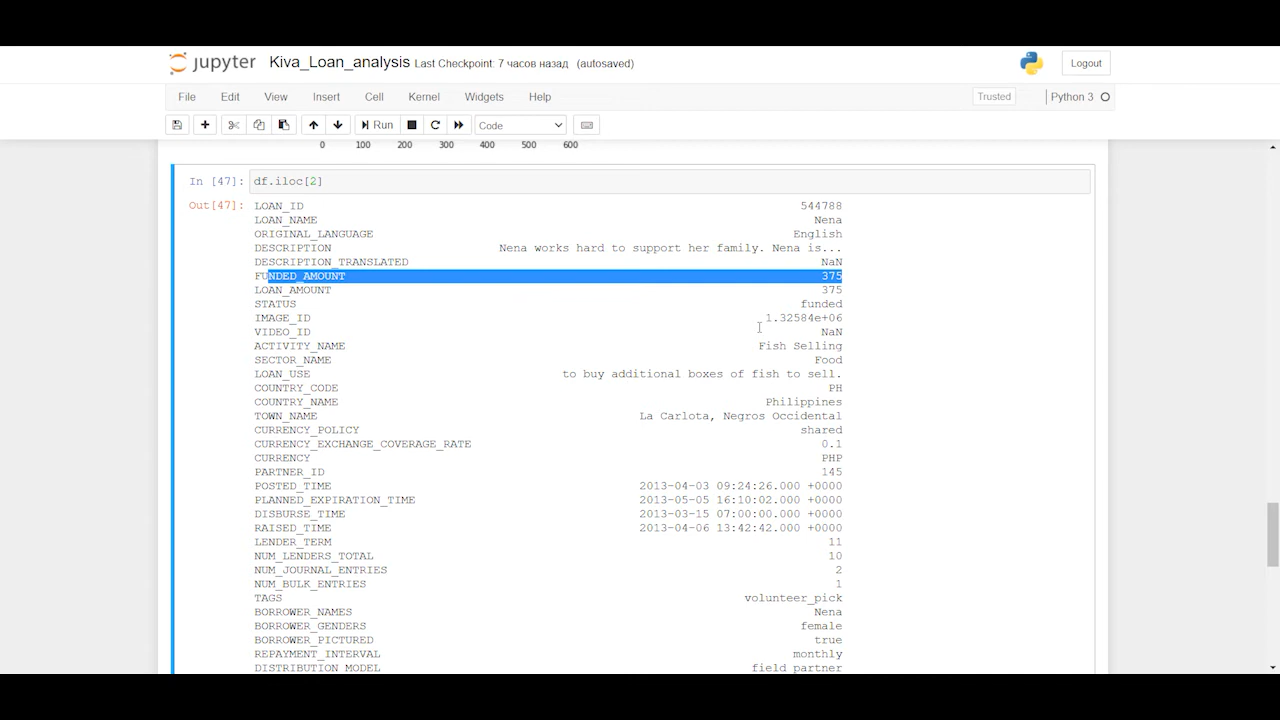 jupyter Kiva_Loan_analysis Last Checkpoint: 7 часов назад (autosaved)
Logout
File Edit View Insert Cell Kernel Widgets Help
Trusted Python 3
Run Code
0 100 200 300 400 500 600
In [47]: df.iloc[2]
Out[47]: LOAN_ID 544788
LOAN_NAME Nena
ORIGINAL_LANGUAGE English
DESCRIPTION Nena works hard to support her family. Nena is...
DESCRIPTION_TRANSLATED NaN
FUNDED_AMOUNT 375
LOAN_AMOUNT 375
STATUS funded
IMAGE_ID 1.32584e+06
VIDEO_ID NaN
ACTIVITY_NAME Fish Selling
SECTOR_NAME Food
LOAN_USE to buy additional boxes of fish to sell.
COUNTRY_CODE PH
COUNTRY_NAME Philippines
TOWN_NAME La Carlota, Negros Occidental
CURRENCY_POLICY shared
CURRENCY_EXCHANGE_COVERAGE_RATE 0.1
CURRENCY PHP
PARTNER_ID 145
POSTED_TIME 2013-04-03 09:24:26.000 +0000
PLANNED_EXPIRATION_TIME 2013-05-05 16:10:02.000 +0000
DISBURSE_TIME 2013-03-15 07:00:00.000 +0000
RAISED_TIME 2013-04-06 13:42:42.000 +0000
LENDER_TERM 11
NUM_LENDERS_TOTAL 10
NUM_JOURNAL_ENTRIES 2
NUM_BULK_ENTRIES 1
TAGS volunteer_pick
BORROWER_NAMES Nena
BORROWER_GENDERS female
BORROWER_PICTURED true
REPAYMENT_INTERVAL monthly
DISTRIBUTION_MODEL field partner